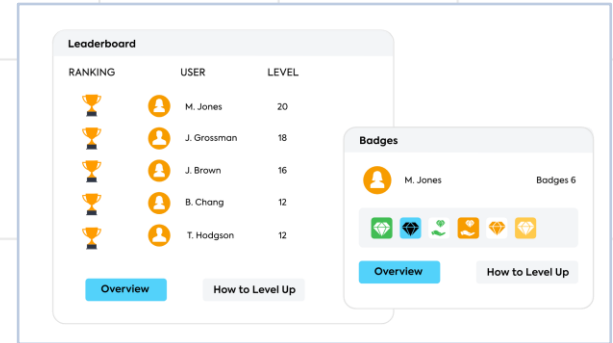 Leaderboard
RANKING USER LEVEL
M. Jones 20
J. Grossman 18
J. Brown 16
B. Chang 12
T. Hodgson 12
Overview How to Level Up
Badges
M. Jones Badges 6
Overview How to Level Up